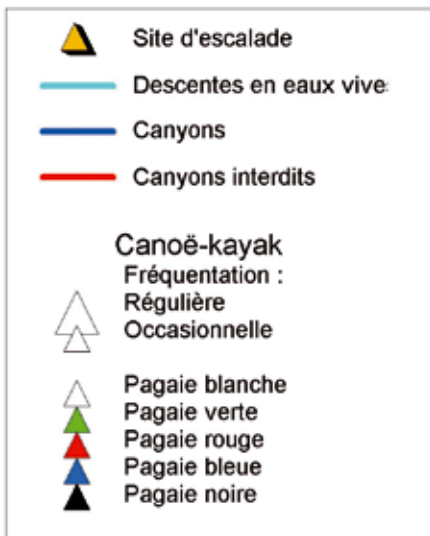 Site d'escalade
Descentes en eaux vives
Canyons
Canyons interdits
Canoë-kayak
Fréquentation :
Régulière
Occasionnelle
Pagaie blanche
Pagaie verte
Pagaie rouge
Pagaie bleue
Pagaie noire